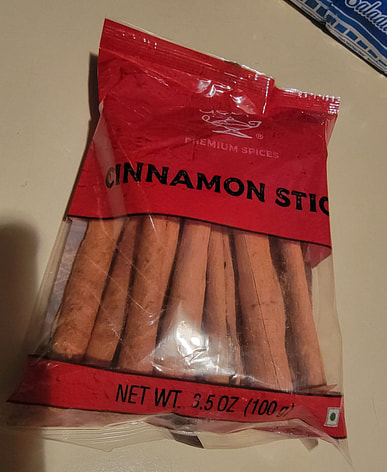 PREMIUM SPICES
®
CINNAMON STIC
NET WT. 3.5 OZ (100 g)